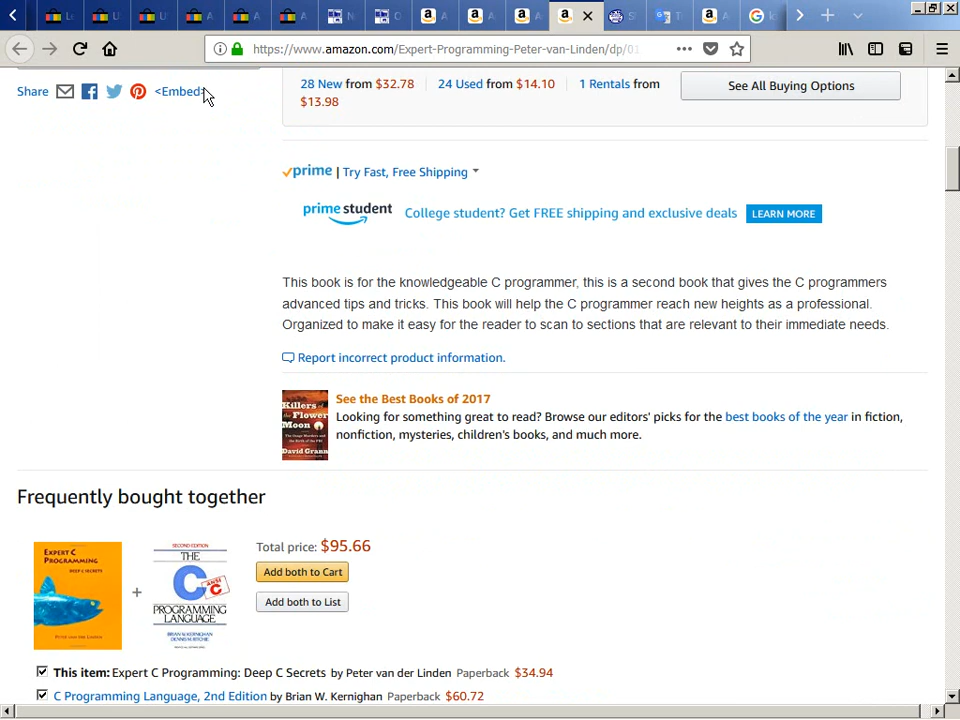 L
U
U
A
A
A
N
C
A
A
A
S
T
A
k
https://www.amazon.com/Expert-Programming-Peter-van-Linden/dp/01
Share <Embed>
28 New from $32.78 24 Used from $14.10 1 Rentals from
$13.98
See All Buying Options
prime | Try Fast, Free Shipping
prime student College student? Get FREE shipping and exclusive deals LEARN MORE
This book is for the knowledgeable C programmer, this is a second book that gives the C programmers
advanced tips and tricks. This book will help the C programmer reach new heights as a professional.
Organized to make it easy for the reader to scan to sections that are relevant to their immediate needs.
Report incorrect product information.
Killers of the
Flower
Moon
David Grann
See the Best Books of 2017
Looking for something great to read? Browse our editors' picks for the best books of the year in fiction,
nonfiction, mysteries, children's books, and much more.
Frequently bought together
EXPERT C
PROGRAMMING
DEEP C SECRETS
PETER VAN DER LINDEN
+
SECOND EDITION
THE
C
ANSI
C
PROGRAMMING
LANGUAGE
BRIAN W. KERNIGHAN
DENNIS M. RITCHIE
Total price: $95.66
Add both to Cart
Add both to List
This item: Expert C Programming: Deep C Secrets by Peter van der Linden Paperback $34.94
C Programming Language, 2nd Edition by Brian W. Kernighan Paperback $60.72